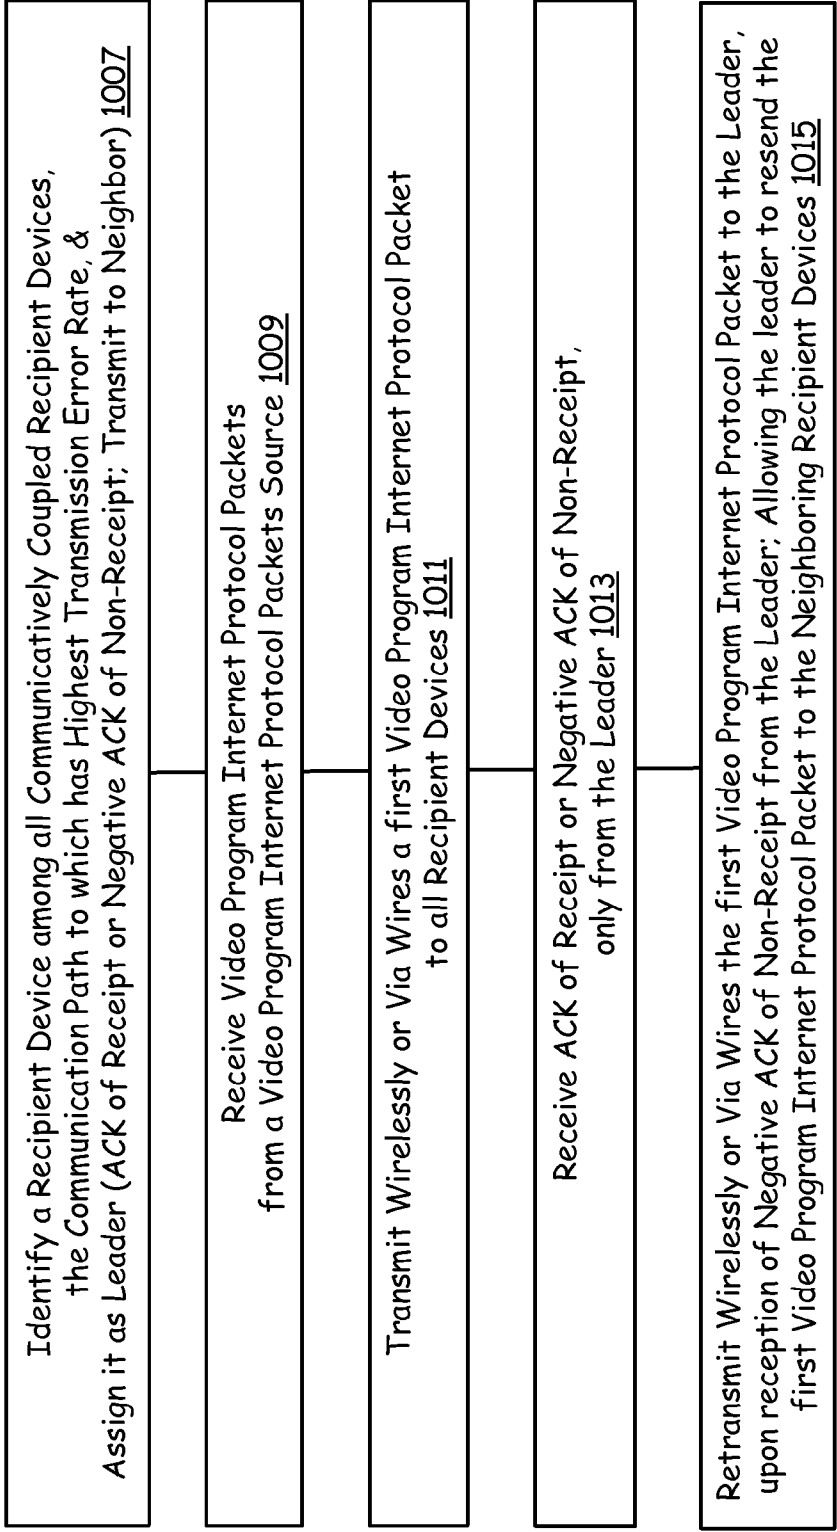 Identify a Recipient Device among all Communicatively Coupled Recipient Devices,
the Communication Path to which has Highest Transmission Error Rate, &
Assign it as Leader (ACK of Receipt or Negative ACK of Non-Receipt; Transmit to Neighbor) 1007
Receive Video Program Internet Protocol Packets
from a Video Program Internet Protocol Packets Source 1009
Transmit Wirelessly or Via Wires a first Video Program Internet Protocol Packet
to all Recipient Devices 1011
Receive ACK of Receipt or Negative ACK of Non-Receipt,
only from the Leader 1013
Retransmit Wirelessly or Via Wires the first Video Program Internet Protocol Packet to the Leader,
upon reception of Negative ACK of Non-Receipt from the Leader; Allowing the leader to resend the
first Video Program Internet Protocol Packet to the Neighboring Recipient Devices 1015